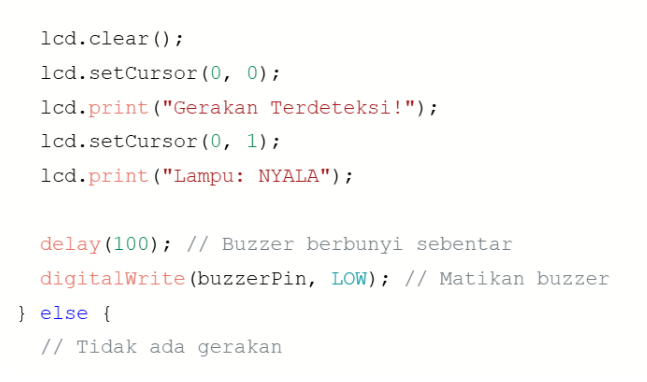 lcd.clear();
lcd.setCursor(0, 0);
lcd.print("Gerakan Terdeteksi!");
lcd.setCursor(0, 1);
lcd.print("Lampu: NYALA");
delay(100); // Buzzer berbunyi sebentar
digitalWrite(buzzerPin, LOW); // Matikan buzzer
} else {
// Tidak ada gerakan